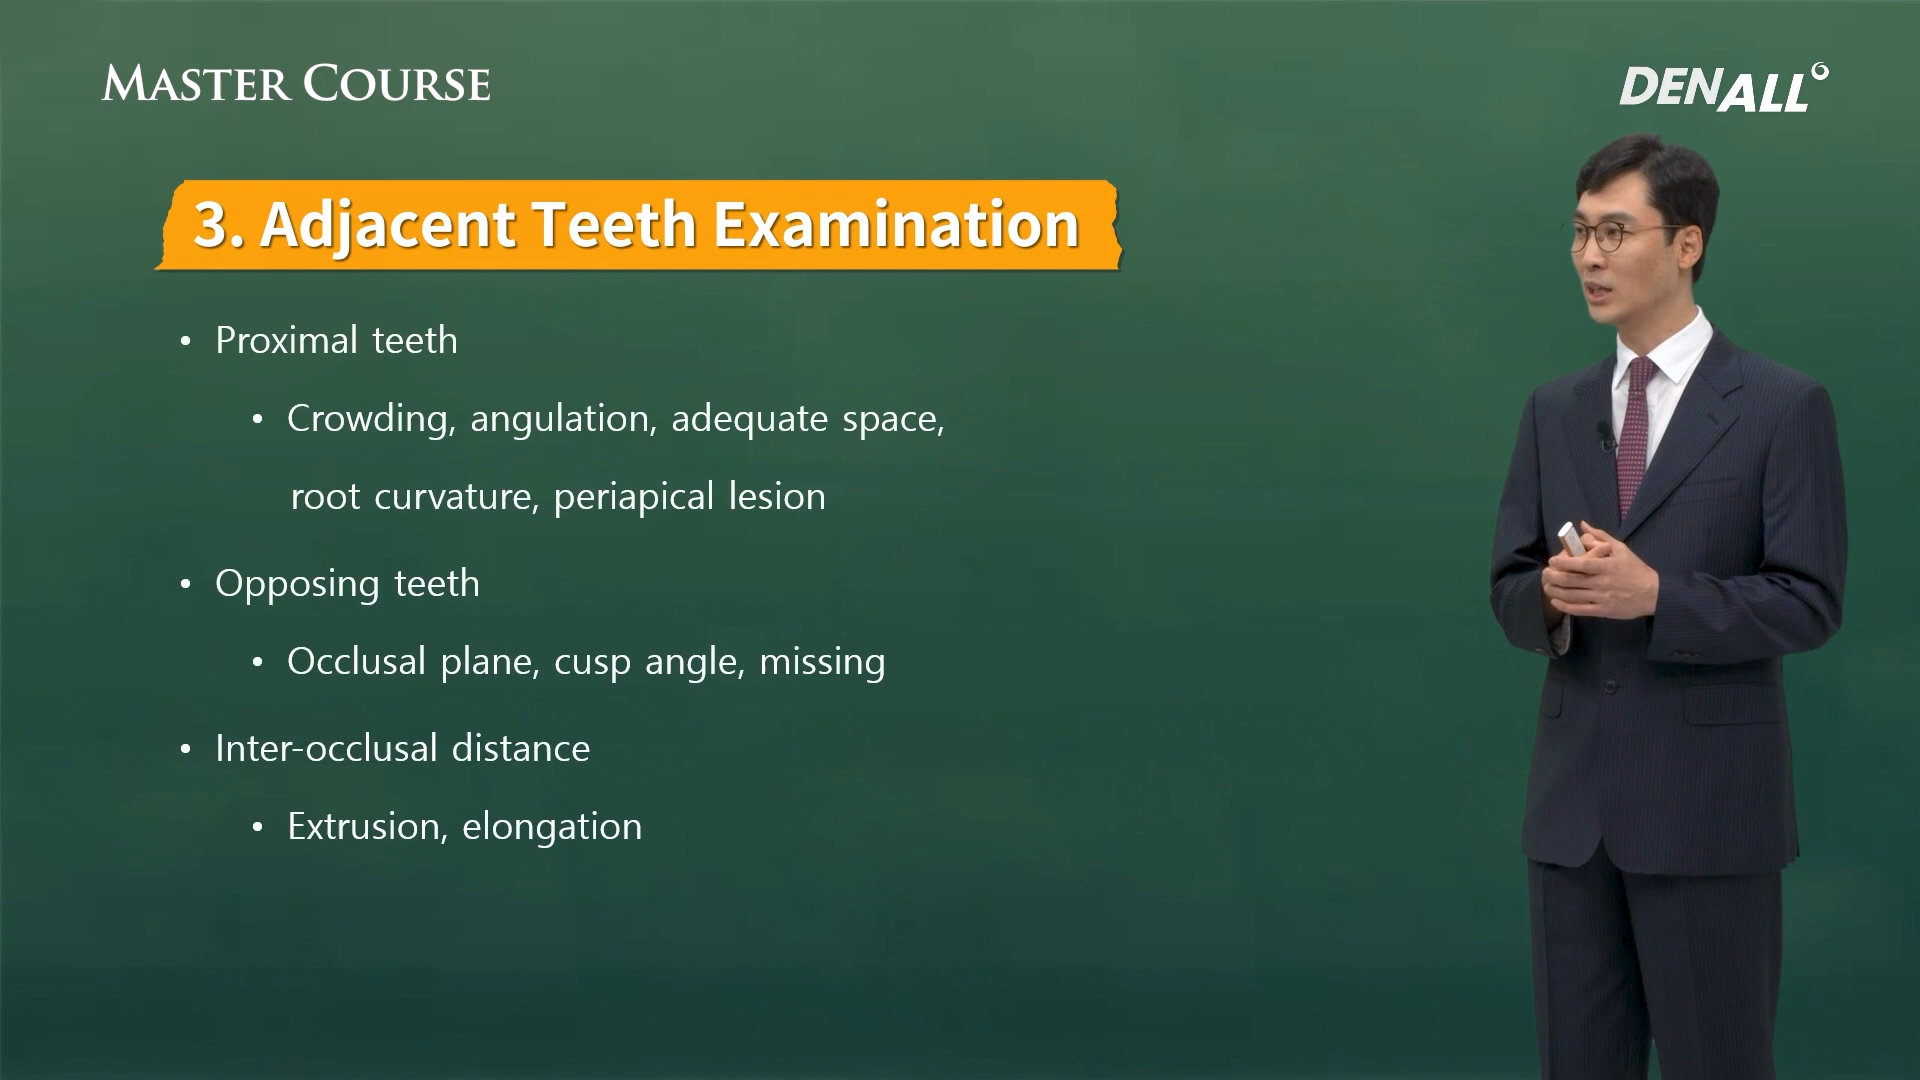 MASTER COURSE
DENALL
3. Adjacent Teeth Examination
• Proximal teeth
• Crowding, angulation, adequate space,
root curvature, periapical lesion
• Opposing teeth
• Occlusal plane, cusp angle, missing
• Inter-occlusal distance
• Extrusion, elongation